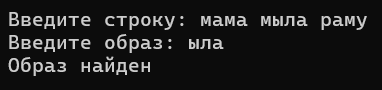 Введите строку: мама мыла раму
Введите образ: ыла
Образ найден